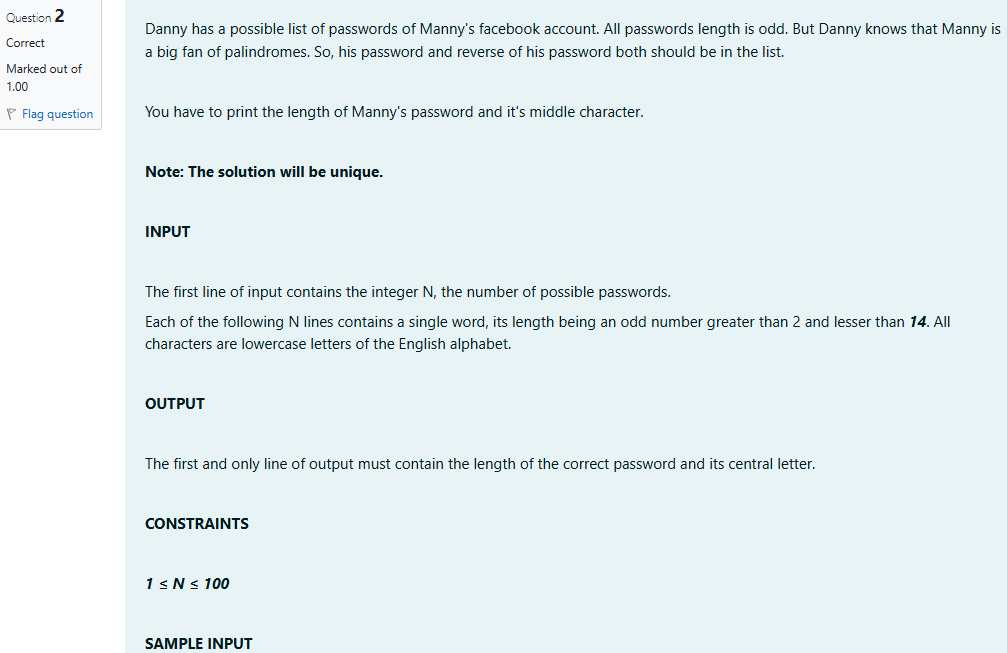 Question 2
Correct
Marked out of
1.00
Flag question
Danny has a possible list of passwords of Manny's facebook account. All passwords length is odd. But Danny knows that Manny is
a big fan of palindromes. So, his password and reverse of his password both should be in the list.
You have to print the length of Manny's password and it's middle character.
Note: The solution will be unique.
INPUT
The first line of input contains the integer N, the number of possible passwords.
Each of the following N lines contains a single word, its length being an odd number greater than 2 and lesser than 14. All
characters are lowercase letters of the English alphabet.
OUTPUT
The first and only line of output must contain the length of the correct password and its central letter.
CONSTRAINTS
1 ≤ N ≤ 100
SAMPLE INPUT